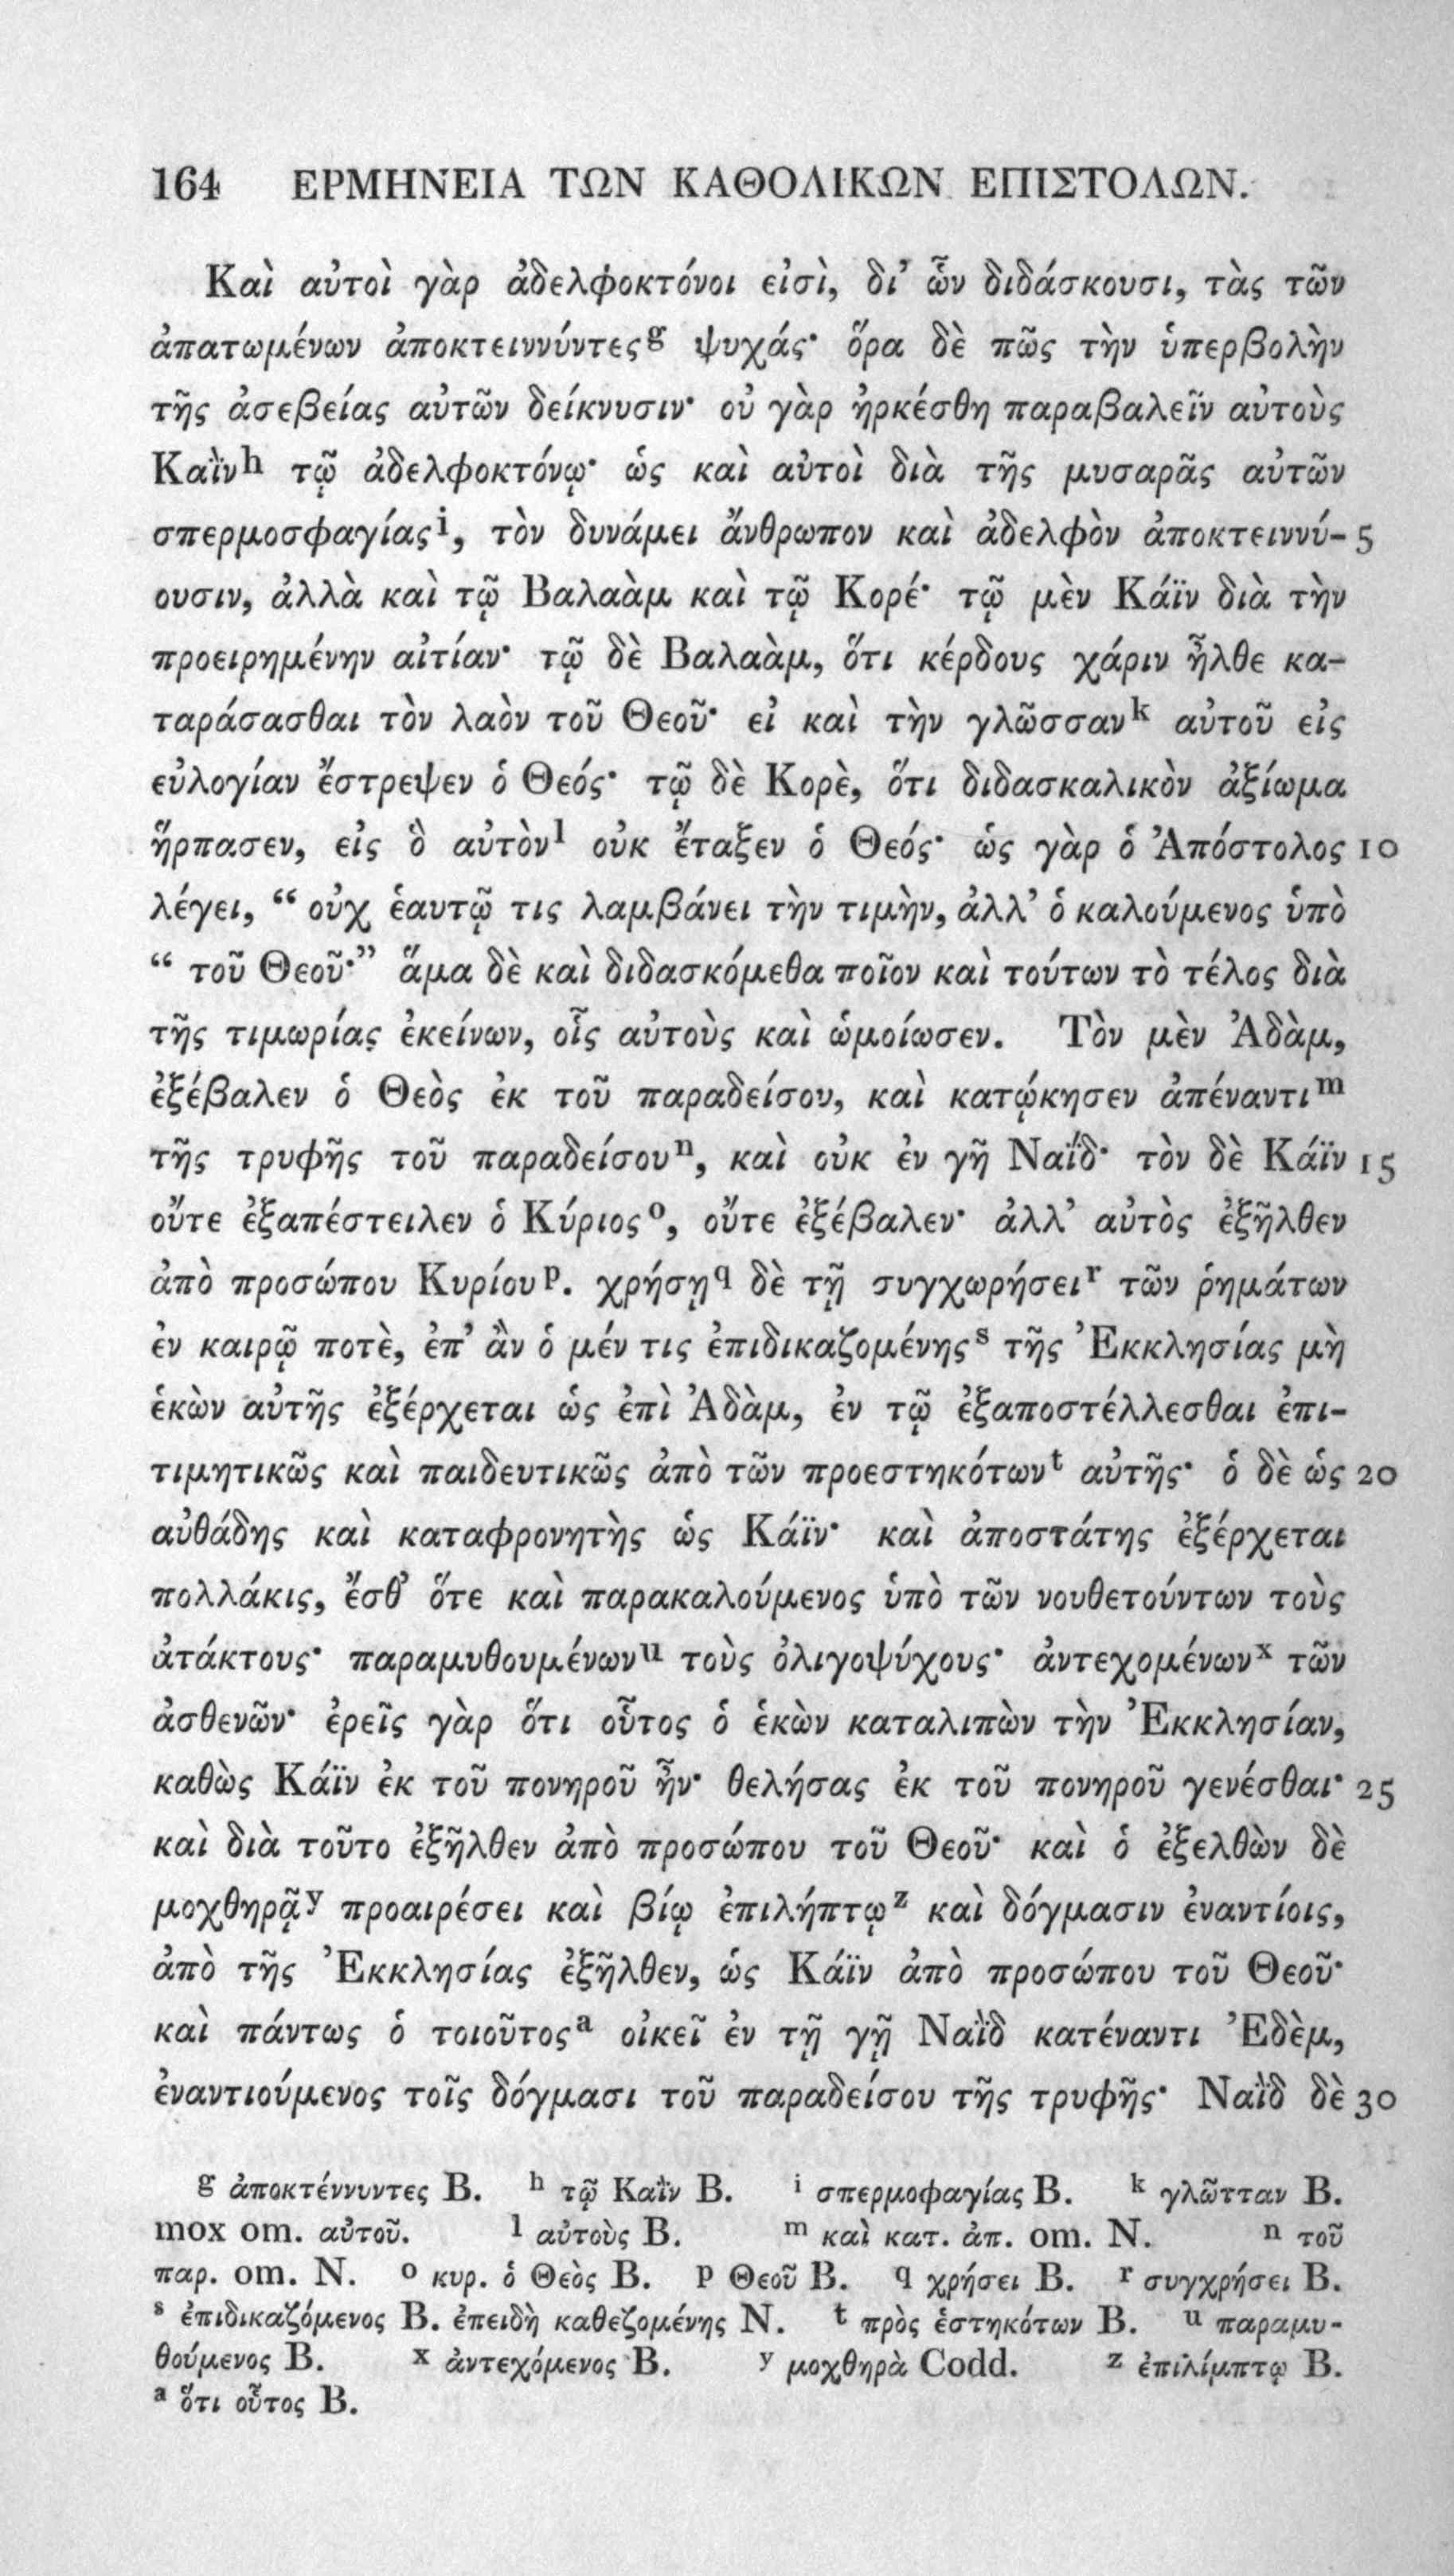 164 ΕΡΜΗΝΕΙΑ ΤΩΝ ΚΑΘΟΛΙΚΩΝ ΕΠΙΣΤΟΛΩΝ.
Καὶ αὐτοὶ γὰρ ἀδελφοκτόνοι εἰσὶ, δι’ ὧν διδάσκουσι, τὰς τῶν
ἀπατωμένων ἀποκτειννύντες g ψυχάς· ὅρα δὲ πῶς τὴν ὑπερβολὴν
τῆς ἀσεβείας αὐτῶν δείκνυσιν· οὐ γὰρ ἠρκέσθη παραβαλεῖν αὐτοὺς
Καῒν h τῷ ἀδελφοκτόνῳ· ὡς καὶ αὐτοὶ διὰ τῆς μυσαρᾶς αὐτῶν
σπερμοσφαγίας i, τὸν δυνάμει ἄνθρωπον καὶ ἀδελφὸν ἀποκτειννύ- 5
ουσιν, ἀλλὰ καὶ τῷ Βαλαὰμ καὶ τῷ Κορέ· τῷ μὲν Κάϊν διὰ τὴν
προειρημένην αἰτίαν· τῷ δὲ Βαλαὰμ, ὅτι κέρδους χάριν ἦλθε κα-
ταράσασθαι τὸν λαὸν τοῦ Θεοῦ· εἰ καὶ τὴν γλῶσσαν k αὐτοῦ εἰς
εὐλογίαν ἔστρεψεν ὁ Θεός· τῷ δὲ Κορὲ, ὅτι διδασκαλικὸν ἀξίωμα
ἥρπασεν, εἰς ὃ αὐτὸν l οὐκ ἔταξεν ὁ Θεός· ὡς γὰρ ὁ Ἀπόστολος 10
λέγει, “ οὐχ ἑαυτῷ τις λαμβάνει τὴν τιμὴν, ἀλλ’ ὁ καλούμενος ὑπὸ
“ τοῦ Θεοῦ·” ἅμα δὲ καὶ διδασκόμεθα ποῖον καὶ τούτων τὸ τέλος διὰ
τῆς τιμωρίας ἐκείνων, οἷς αὐτοὺς καὶ ὡμοίωσεν. Τὸν μὲν Ἀδὰμ,
ἐξέβαλεν ὁ Θεὸς ἐκ τοῦ παραδείσου, καὶ κατῴκησεν ἀπέναντι m
τῆς τρυφῆς τοῦ παραδείσου n, καὶ οὐκ ἐν γῇ Ναΐδ· τὸν δὲ Κάϊν 15
οὔτε ἐξαπέστειλεν ὁ Κύριος o, οὔτε ἐξέβαλεν· ἀλλ’ αὐτὸς ἐξῆλθεν
ἀπὸ προσώπου Κυρίου p. χρήσῃ q δὲ τῇ συγχωρήσει r τῶν ῥημάτων
ἐν καιρῷ ποτὲ, ἐπ’ ἂν ὁ μέν τις ἐπιδικαζομένης s τῆς Ἐκκλησίας μὴ
ἑκὼν αὐτῆς ἐξέρχεται ὡς ἐπὶ Ἀδὰμ, ἐν τῷ ἐξαποστέλλεσθαι ἐπι-
τιμητικῶς καὶ παιδευτικῶς ἀπὸ τῶν προεστηκότων t αὐτῆς· ὁ δὲ ὡς 20
αὐθάδης καὶ καταφρονητὴς ὡς Κάϊν· καὶ ἀποστάτης ἐξέρχεται
πολλάκις, ἔσθ’ ὅτε καὶ παρακαλούμενος ὑπὸ τῶν νουθετούντων τοὺς
ἀτάκτους· παραμυθουμένων u τοὺς ὀλιγοψύχους· ἀντεχομένων x τῶν
ἀσθενῶν· ἐρεῖς γὰρ ὅτι οὗτος ὁ ἑκὼν καταλιπὼν τὴν Ἐκκλησίαν,
καθὼς Κάϊν ἐκ τοῦ πονηροῦ ἦν· θελήσας ἐκ τοῦ πονηροῦ γενέσθαι· 25
καὶ διὰ τοῦτο ἐξῆλθεν ἀπὸ προσώπου τοῦ Θεοῦ· καὶ ὁ ἐξελθὼν δὲ
μοχθηρᾷ y προαιρέσει καὶ βίῳ ἐπιλήπτῳ z καὶ δόγμασιν ἐναντίοις,
ἀπὸ τῆς Ἐκκλησίας ἐξῆλθεν, ὡς Κάϊν ἀπὸ προσώπου τοῦ Θεοῦ·
καὶ πάντως ὁ τοιοῦτος a οἰκεῖ ἐν τῇ γῇ Ναῒδ κατέναντι Ἐδὲμ,
ἐναντιούμενος τοῖς δόγμασι τοῦ παραδείσου τῆς τρυφῆς· Ναῒδ δὲ 30
g ἀποκτέννυντες B. h τῷ Καῒν B. i σπερμοφαγίας B. k γλῶτταν B.
mox om. αὐτοῦ. l αὐτοὺς B. m καὶ κατ. ἀπ. om. N. n τοῦ
παρ. om. N. o κυρ. ὁ Θεὸς B. p Θεοῦ B. q χρήσει B. r συγχρήσει B.
s ἐπιδικαζόμενος B. ἐπειδὴ καθεζομένης N. t πρὸς ἑστηκότων B. u παραμυ-
θούμενος B. x ἀντεχόμενος B. y μοχθηρὰ Codd. z ἐπιλίμπτῳ B.
a ὅτι οὗτος B.